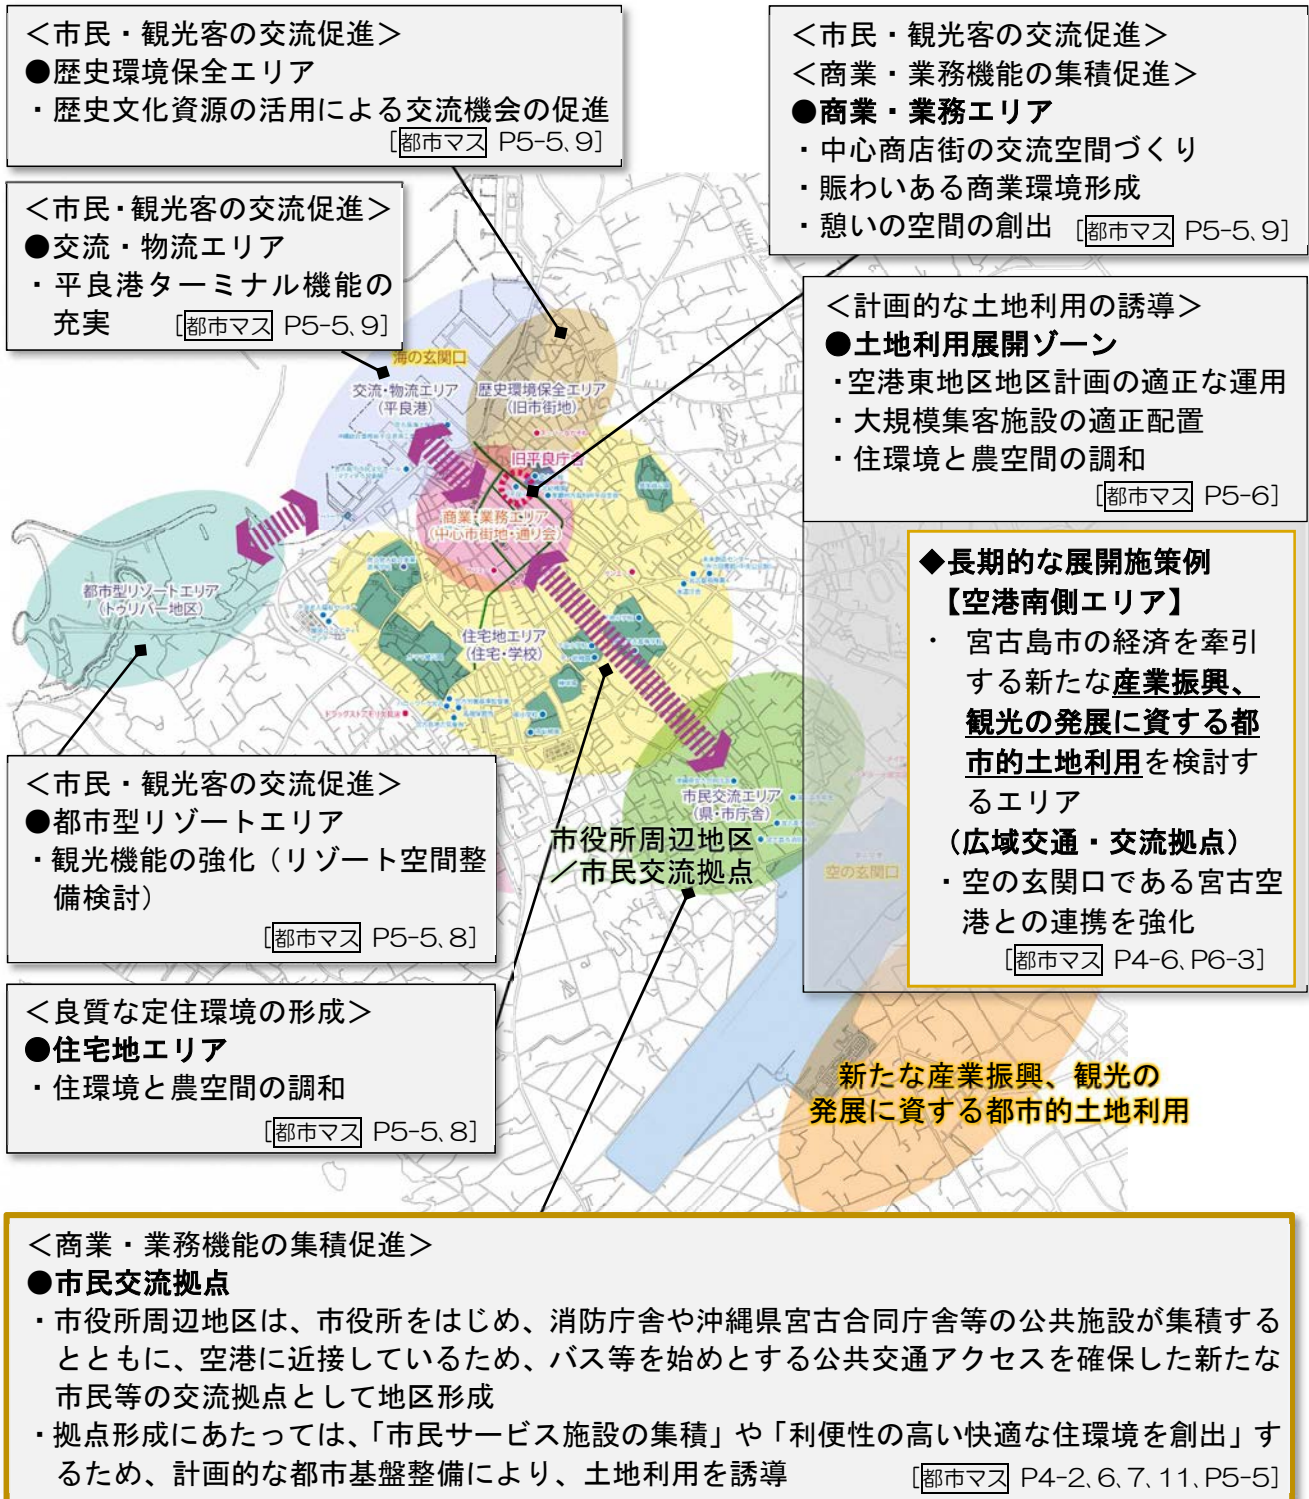 ＜市民・観光客の交流促進＞
●歴史環境保全エリア
・歴史文化資源の活用による交流機会の促進
[都市マス P5-5、9]
＜市民・観光客の交流促進＞
＜商業・業務機能の集積促進＞
●商業・業務エリア
・中心商店街の交流空間づくり
・賑わいある商業環境形成
・憩いの空間の創出 [都市マス P5-5、9]
＜市民・観光客の交流促進＞
●交流・物流エリア
・平良港ターミナル機能の
充実 [都市マス P5-5、9]
＜計画的な土地利用の誘導＞
●土地利用展開ゾーン
・空港東地区地区計画の適正な運用
・大規模集客施設の適正配置
・住環境と農空間の調和
[都市マス P5-6]
◆長期的な展開施策例
【空港南側エリア】
・ 宮古島市の経済を牽引
する新たな産業振興、
観光の発展に資する都
市的土地利用を検討す
るエリア
（広域交通・交流拠点）
・空の玄関口である宮古空
港との連携を強化
[都市マス P4-6、P6-3]
海の玄関口
交流・物流エリア
（平良港）
歴史環境保全エリア
（旧市街地）
旧平良庁舎
商業・業務エリア
（中心市街地・通り会）
都市型リゾートエリア
（トゥリバー地区）
住宅地エリア
（住宅・学校）
市民交流エリア
（県・市庁舎）
市役所周辺地区
／市民交流拠点
空の玄関口
新たな産業振興、観光の
発展に資する都市的土地利用
＜市民・観光客の交流促進＞
●都市型リゾートエリア
・観光機能の強化（リゾート空間整
備検討）
[都市マス P5-5、8]
＜良質な定住環境の形成＞
●住宅地エリア
・住環境と農空間の調和
[都市マス P5-5、8]
＜商業・業務機能の集積促進＞
●市民交流拠点
・市役所周辺地区は、市役所をはじめ、消防庁舎や沖縄県宮古合同庁舎等の公共施設が集積する
とともに、空港に近接しているため、バス等を始めとする公共交通アクセスを確保した新たな
市民等の交流拠点として地区形成
・拠点形成にあたっては、「市民サービス施設の集積」や「利便性の高い快適な住環境を創出」す
るため、計画的な都市基盤整備により、土地利用を誘導 [都市マス P4-2、6、7、11、P5-5]